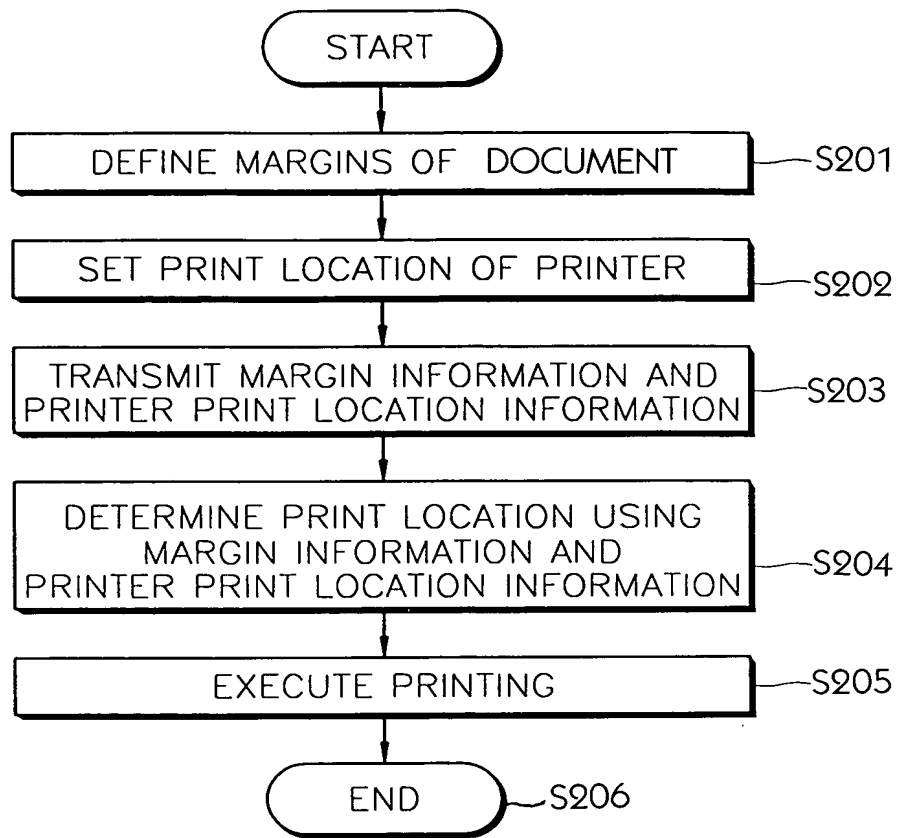 START
DEFINE MARGINS OF DOCUMENT
S201
SET PRINT LOCATION OF PRINTER
S202
TRANSMIT MARGIN INFORMATION AND
PRINTER PRINT LOCATION INFORMATION
S203
DETERMINE PRINT LOCATION USING
MARGIN INFORMATION AND
PRINTER PRINT LOCATION INFORMATION
S204
EXECUTE PRINTING
S205
END
S206